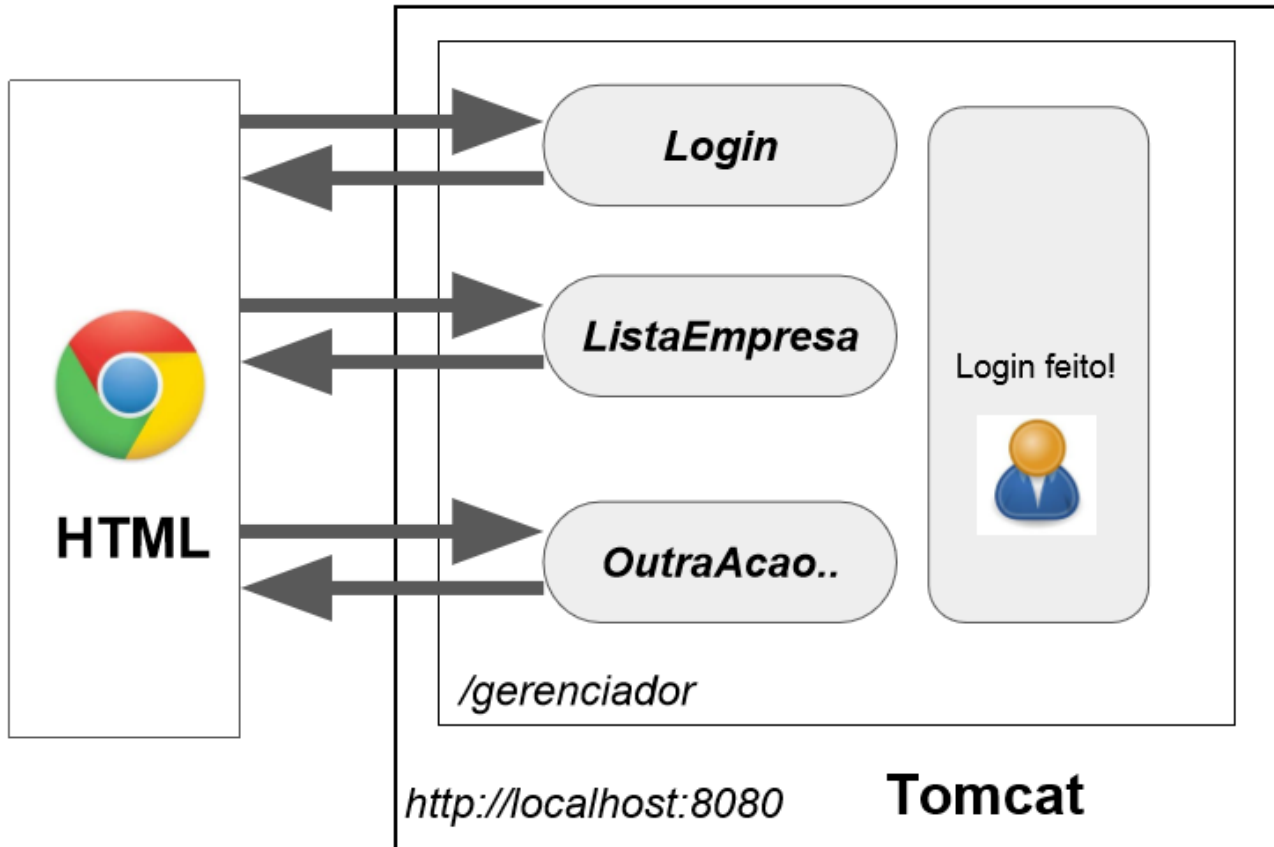 Login
ListaEmpresa
Login feito!
HTML
OutraAcao..
/gerenciador
http://localhost:8080
Tomcat